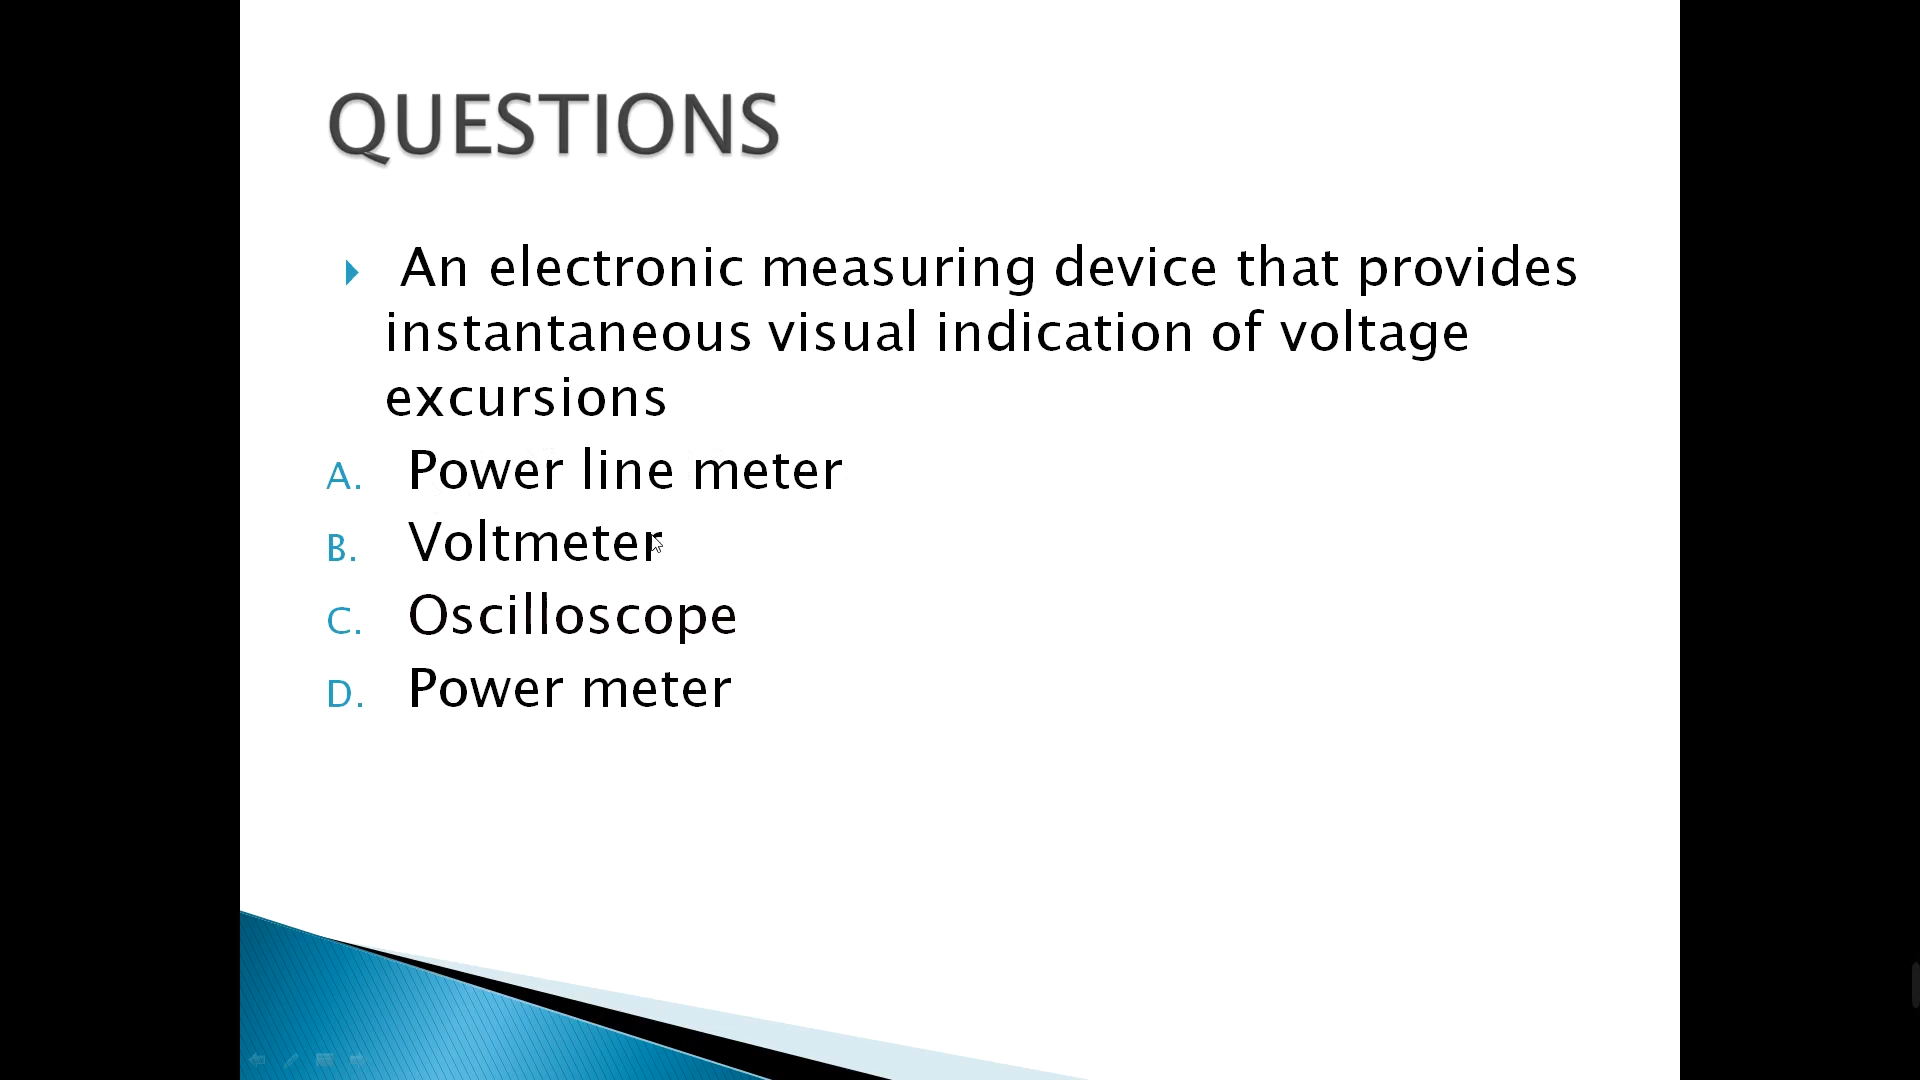 QUESTIONS
An electronic measuring device that provides
instantaneous visual indication of voltage
excursions
A. Power line meter
B. Voltmeter
C. Oscilloscope
D. Power meter